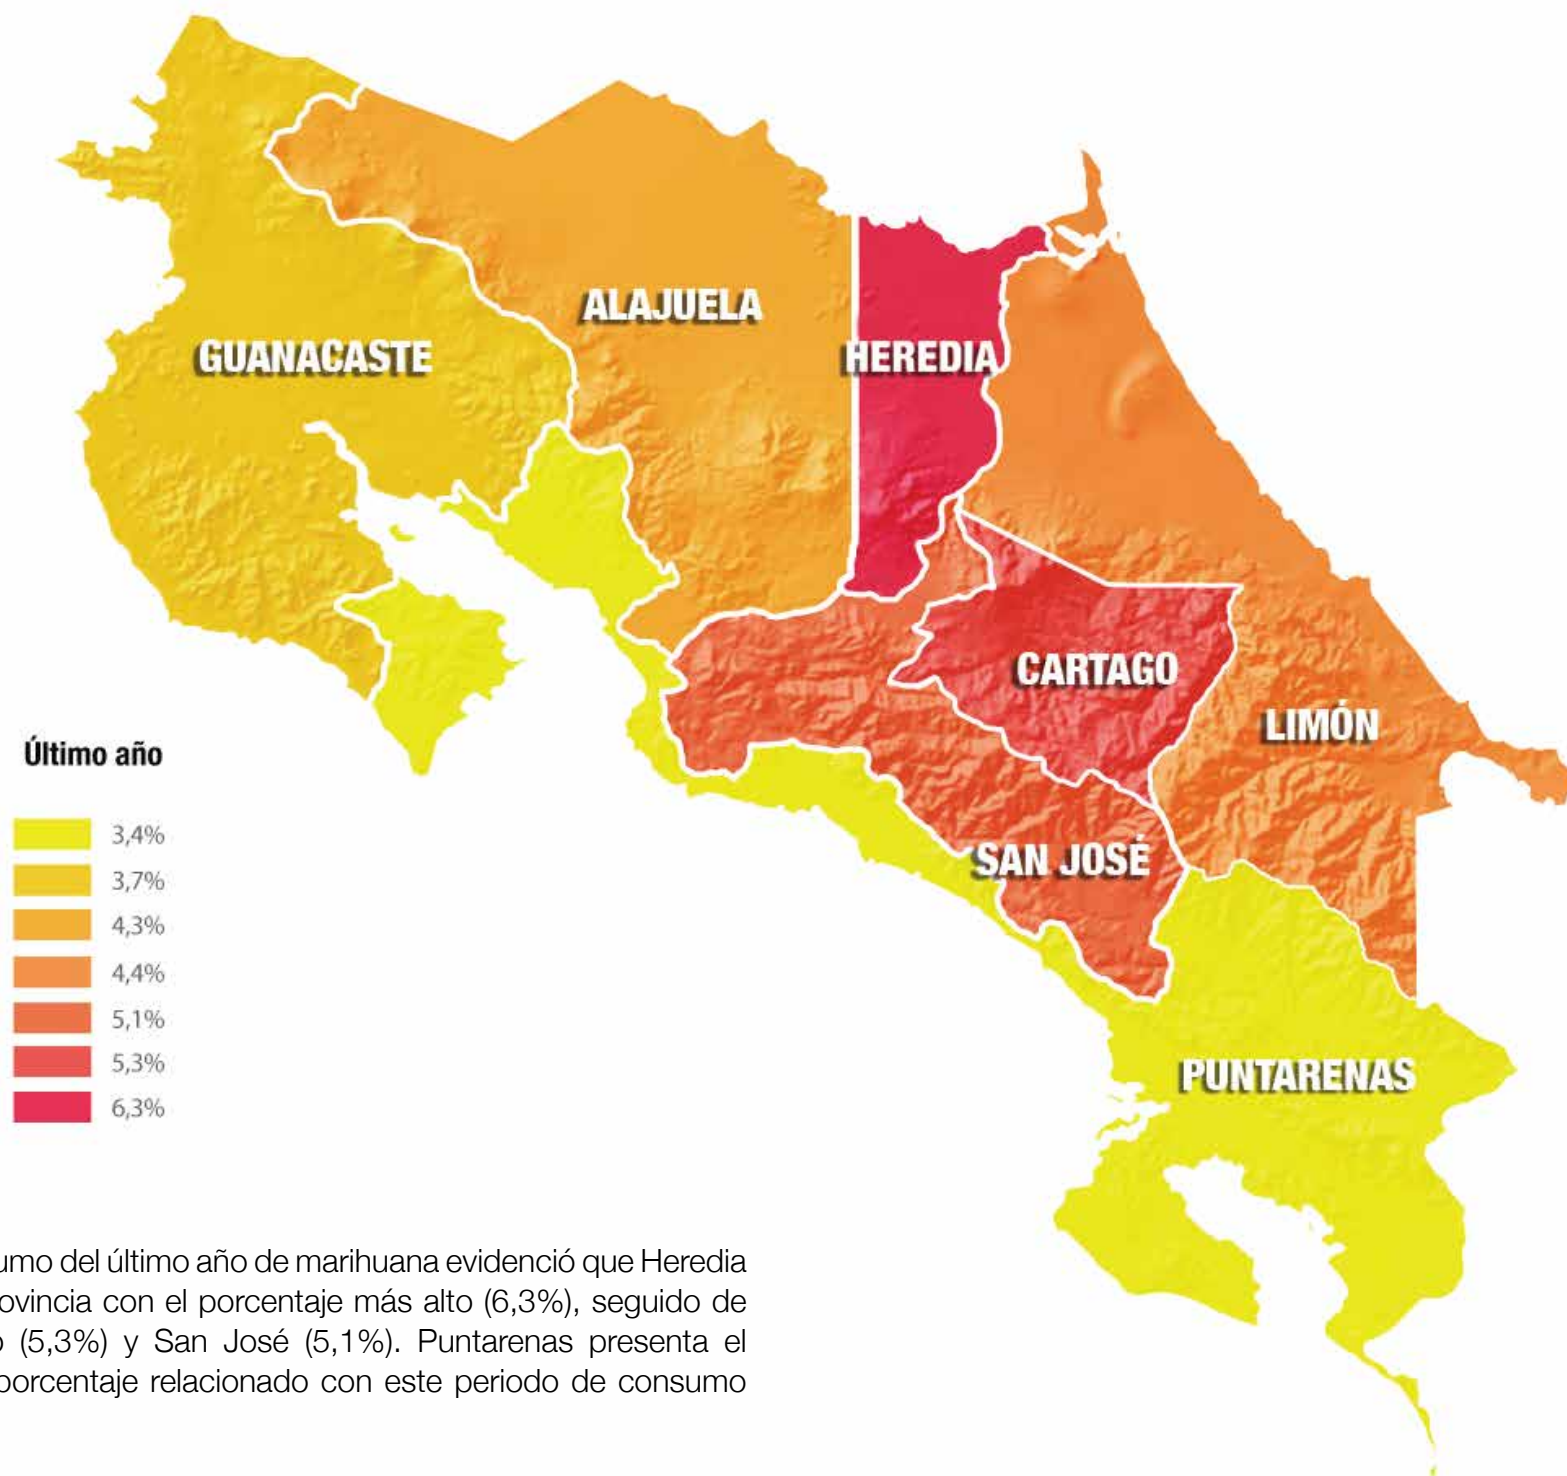 ALAJUELA
GUANACASTE
HEREDIA
CARTAGO
LIMÓN
SAN JOSÉ
PUNTARENAS
Último año
3,4%
3,7%
4,3%
4,4%
5,1%
5,3%
6,3%
del último año de marihuana evidenció que Heredia
con el porcentaje más alto (6,3%), seguido de
(5,3%) y San José (5,1%). Puntarenas presenta el
porcentaje relacionado con este periodo de consumo